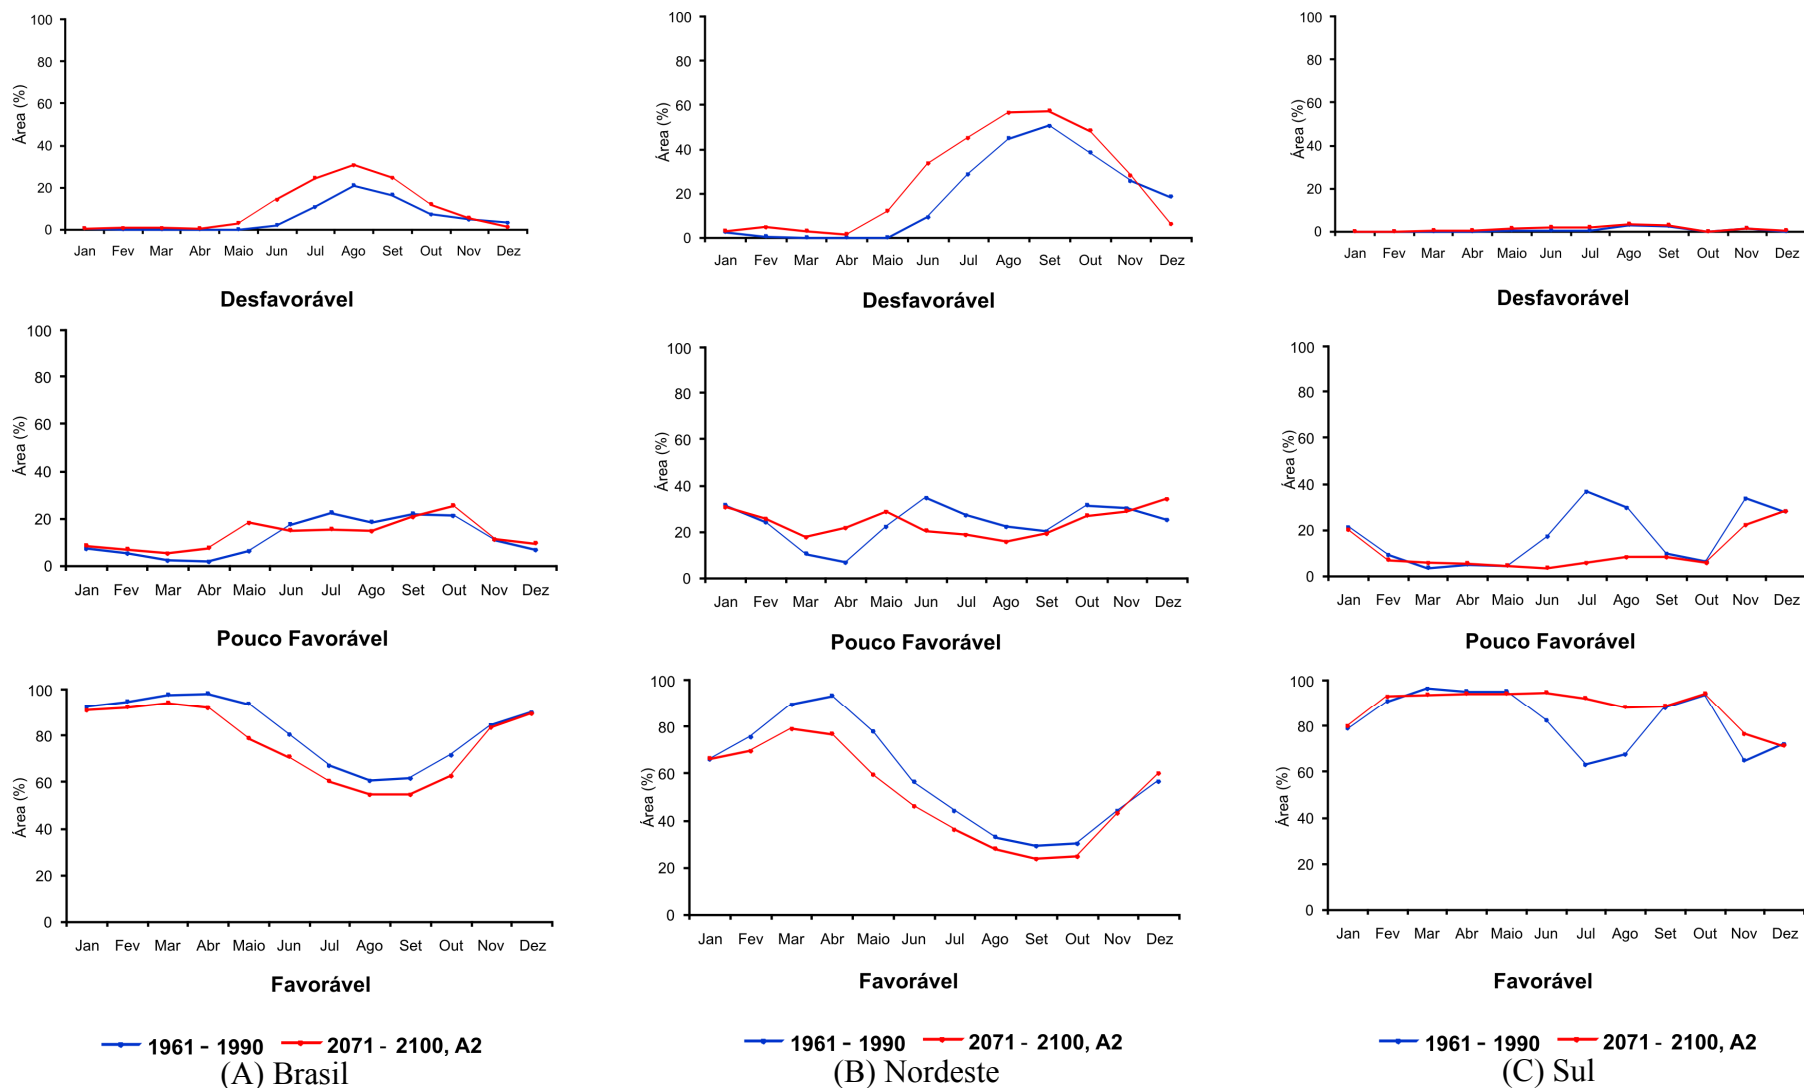 100
80
60
40
20
0
Área (%)
Jan Fev Mar Abr Maio Jun Jul Ago Set Out Nov Dez
Desfavorável
100
80
60
40
20
0
Área (%)
Jan Fev Mar Abr Maio Jun Jul Ago Set Out Nov Dez
Pouco Favorável
100
80
60
40
20
0
Área (%)
Jan Fev Mar Abr Maio Jun Jul Ago Set Out Nov Dez
Favorável
1961 - 1990 2071 - 2100, A2
(A) Brasil
100
80
60
40
20
0
Área (%)
Jan Fev Mar Abr Maio Jun Jul Ago Set Out Nov Dez
Desfavorável
100
80
60
40
20
0
Área (%)
Jan Fev Mar Abr Maio Jun Jul Ago Set Out Nov Dez
Pouco Favorável
100
80
60
40
20
0
Área (%)
Jan Fev Mar Abr Maio Jun Jul Ago Set Out Nov Dez
Favorável
1961 - 1990 2071 - 2100, A2
(B) Nordeste
100
80
60
40
20
0
Área (%)
Jan Fev Mar Abr Maio Jun Jul Ago Set Out Nov Dez
Desfavorável
100
80
60
40
20
0
Área (%)
Jan Fev Mar Abr Maio Jun Jul Ago Set Out Nov Dez
Pouco Favorável
100
80
60
40
20
0
Área (%)
Jan Fev Mar Abr Maio Jun Jul Ago Set Out Nov Dez
Favorável
1961 - 1990 2071 - 2100, A2
(C) Sul